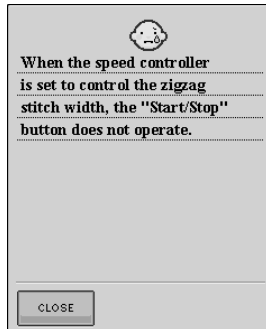 When the speed controller
is set to control the zigzag
stitch width, the "Start/Stop"
button does not operate.
CLOSE